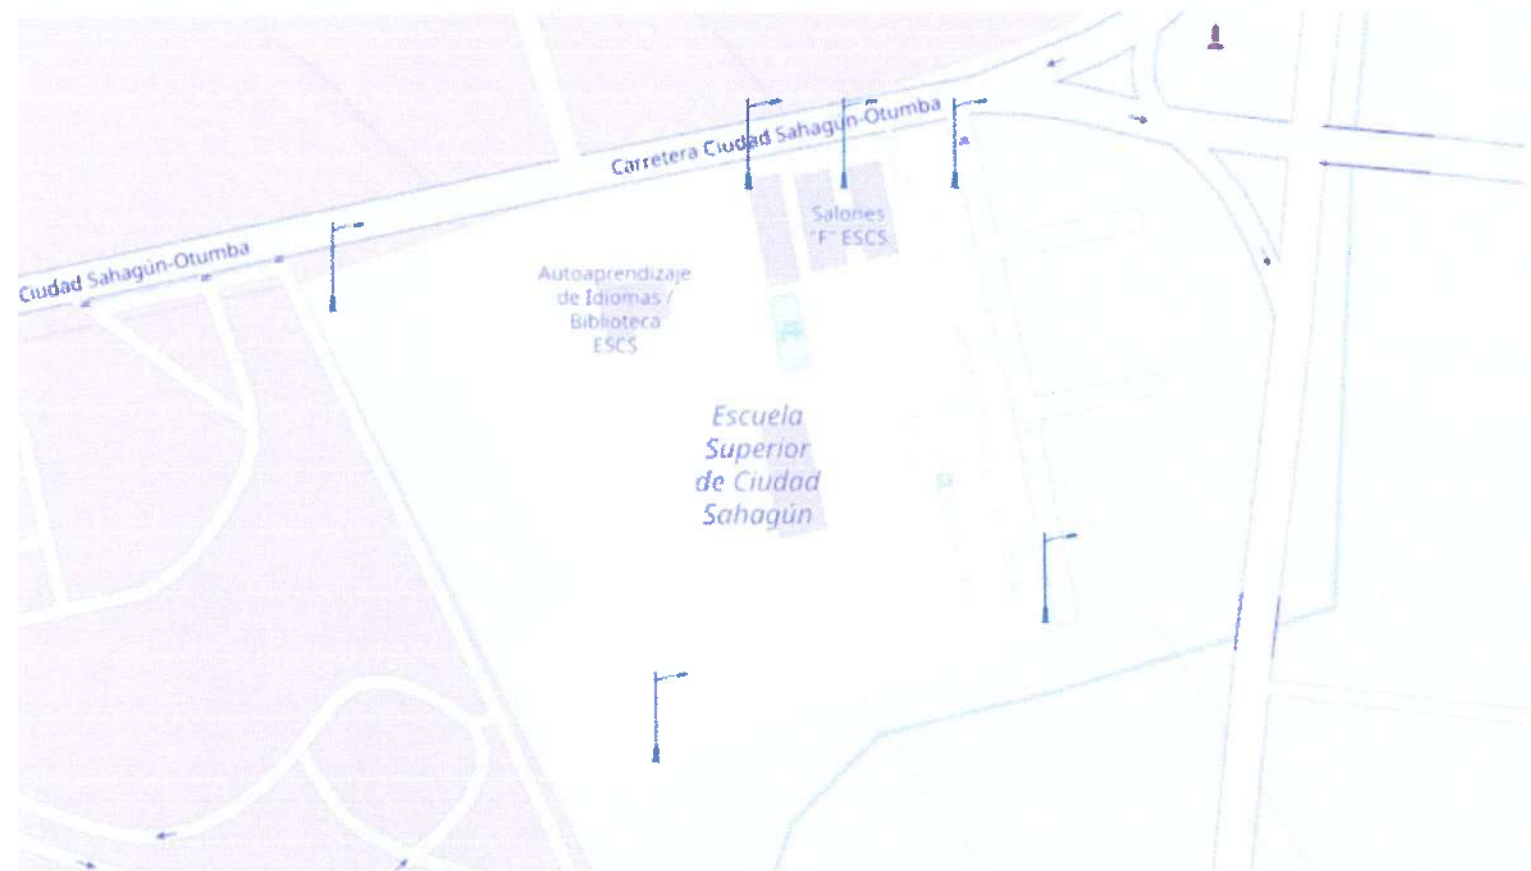 Carretera Ciudad Sahagún-Otumba
Ciudad Sahagún-Otumba
Salones
"F" ESCS
Autoaprendizaje
de Idiomas /
Biblioteca
ESCS
Escuela
Superior
de Ciudad
Sahagún
P